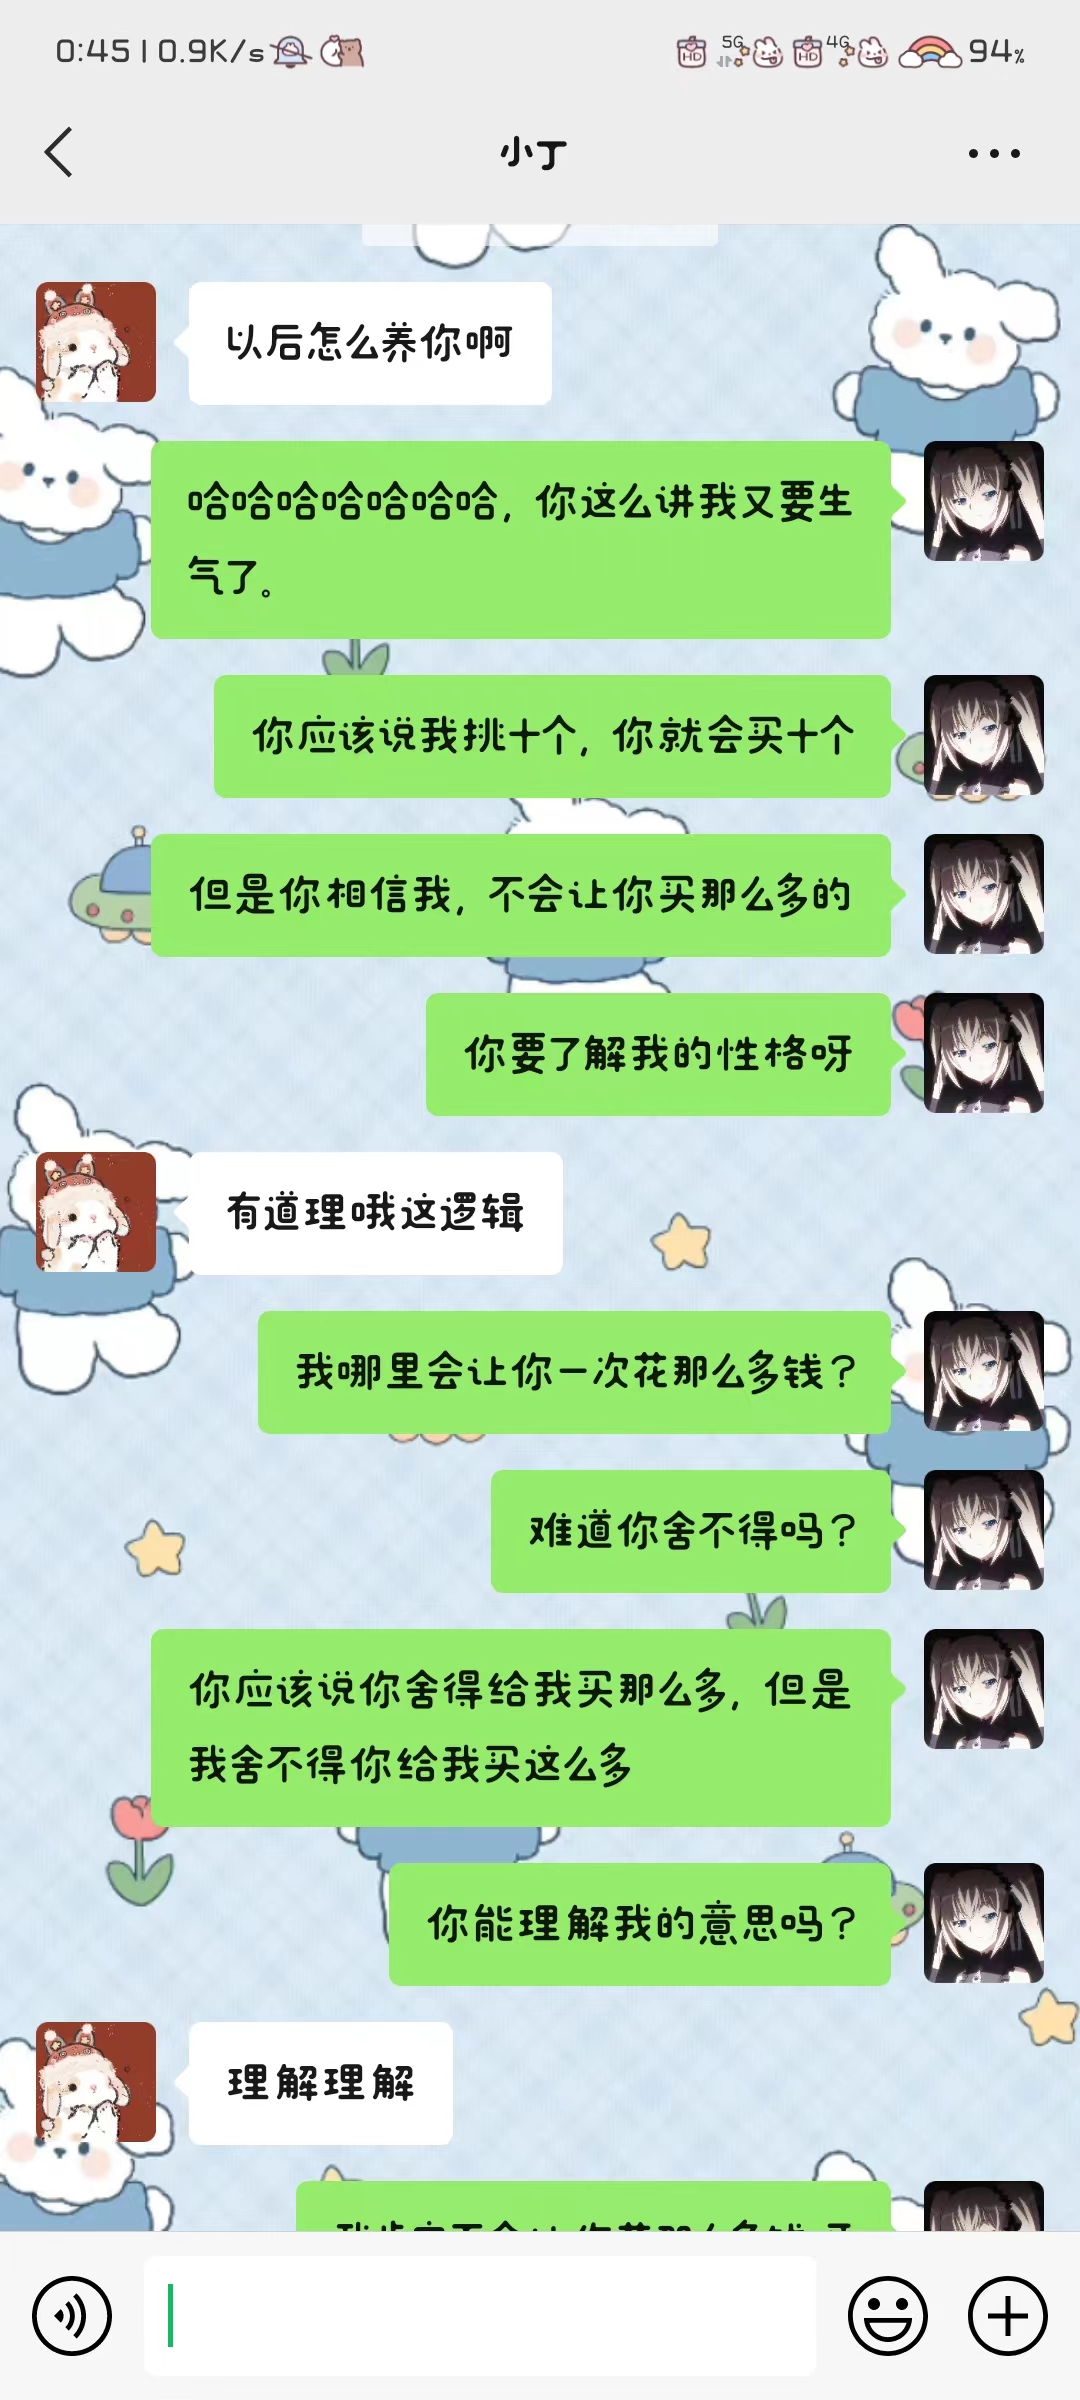 0:45 | 0.9K/s
HD 5G HD 4G 94%
小丁
以后怎么养你啊
哈哈哈哈哈哈哈，你这么讲我又要生
气了。
你应该说我挑十个，你就会买十个
但是你相信我，不会让你买那么多的
你要了解我的性格呀
有道理哦这逻辑
我哪里会让你一次花那么多钱？
难道你舍不得吗？
你应该说你舍得给我买那么多，但是
我舍不得你给我买这么多
你能理解我的意思吗？
理解理解